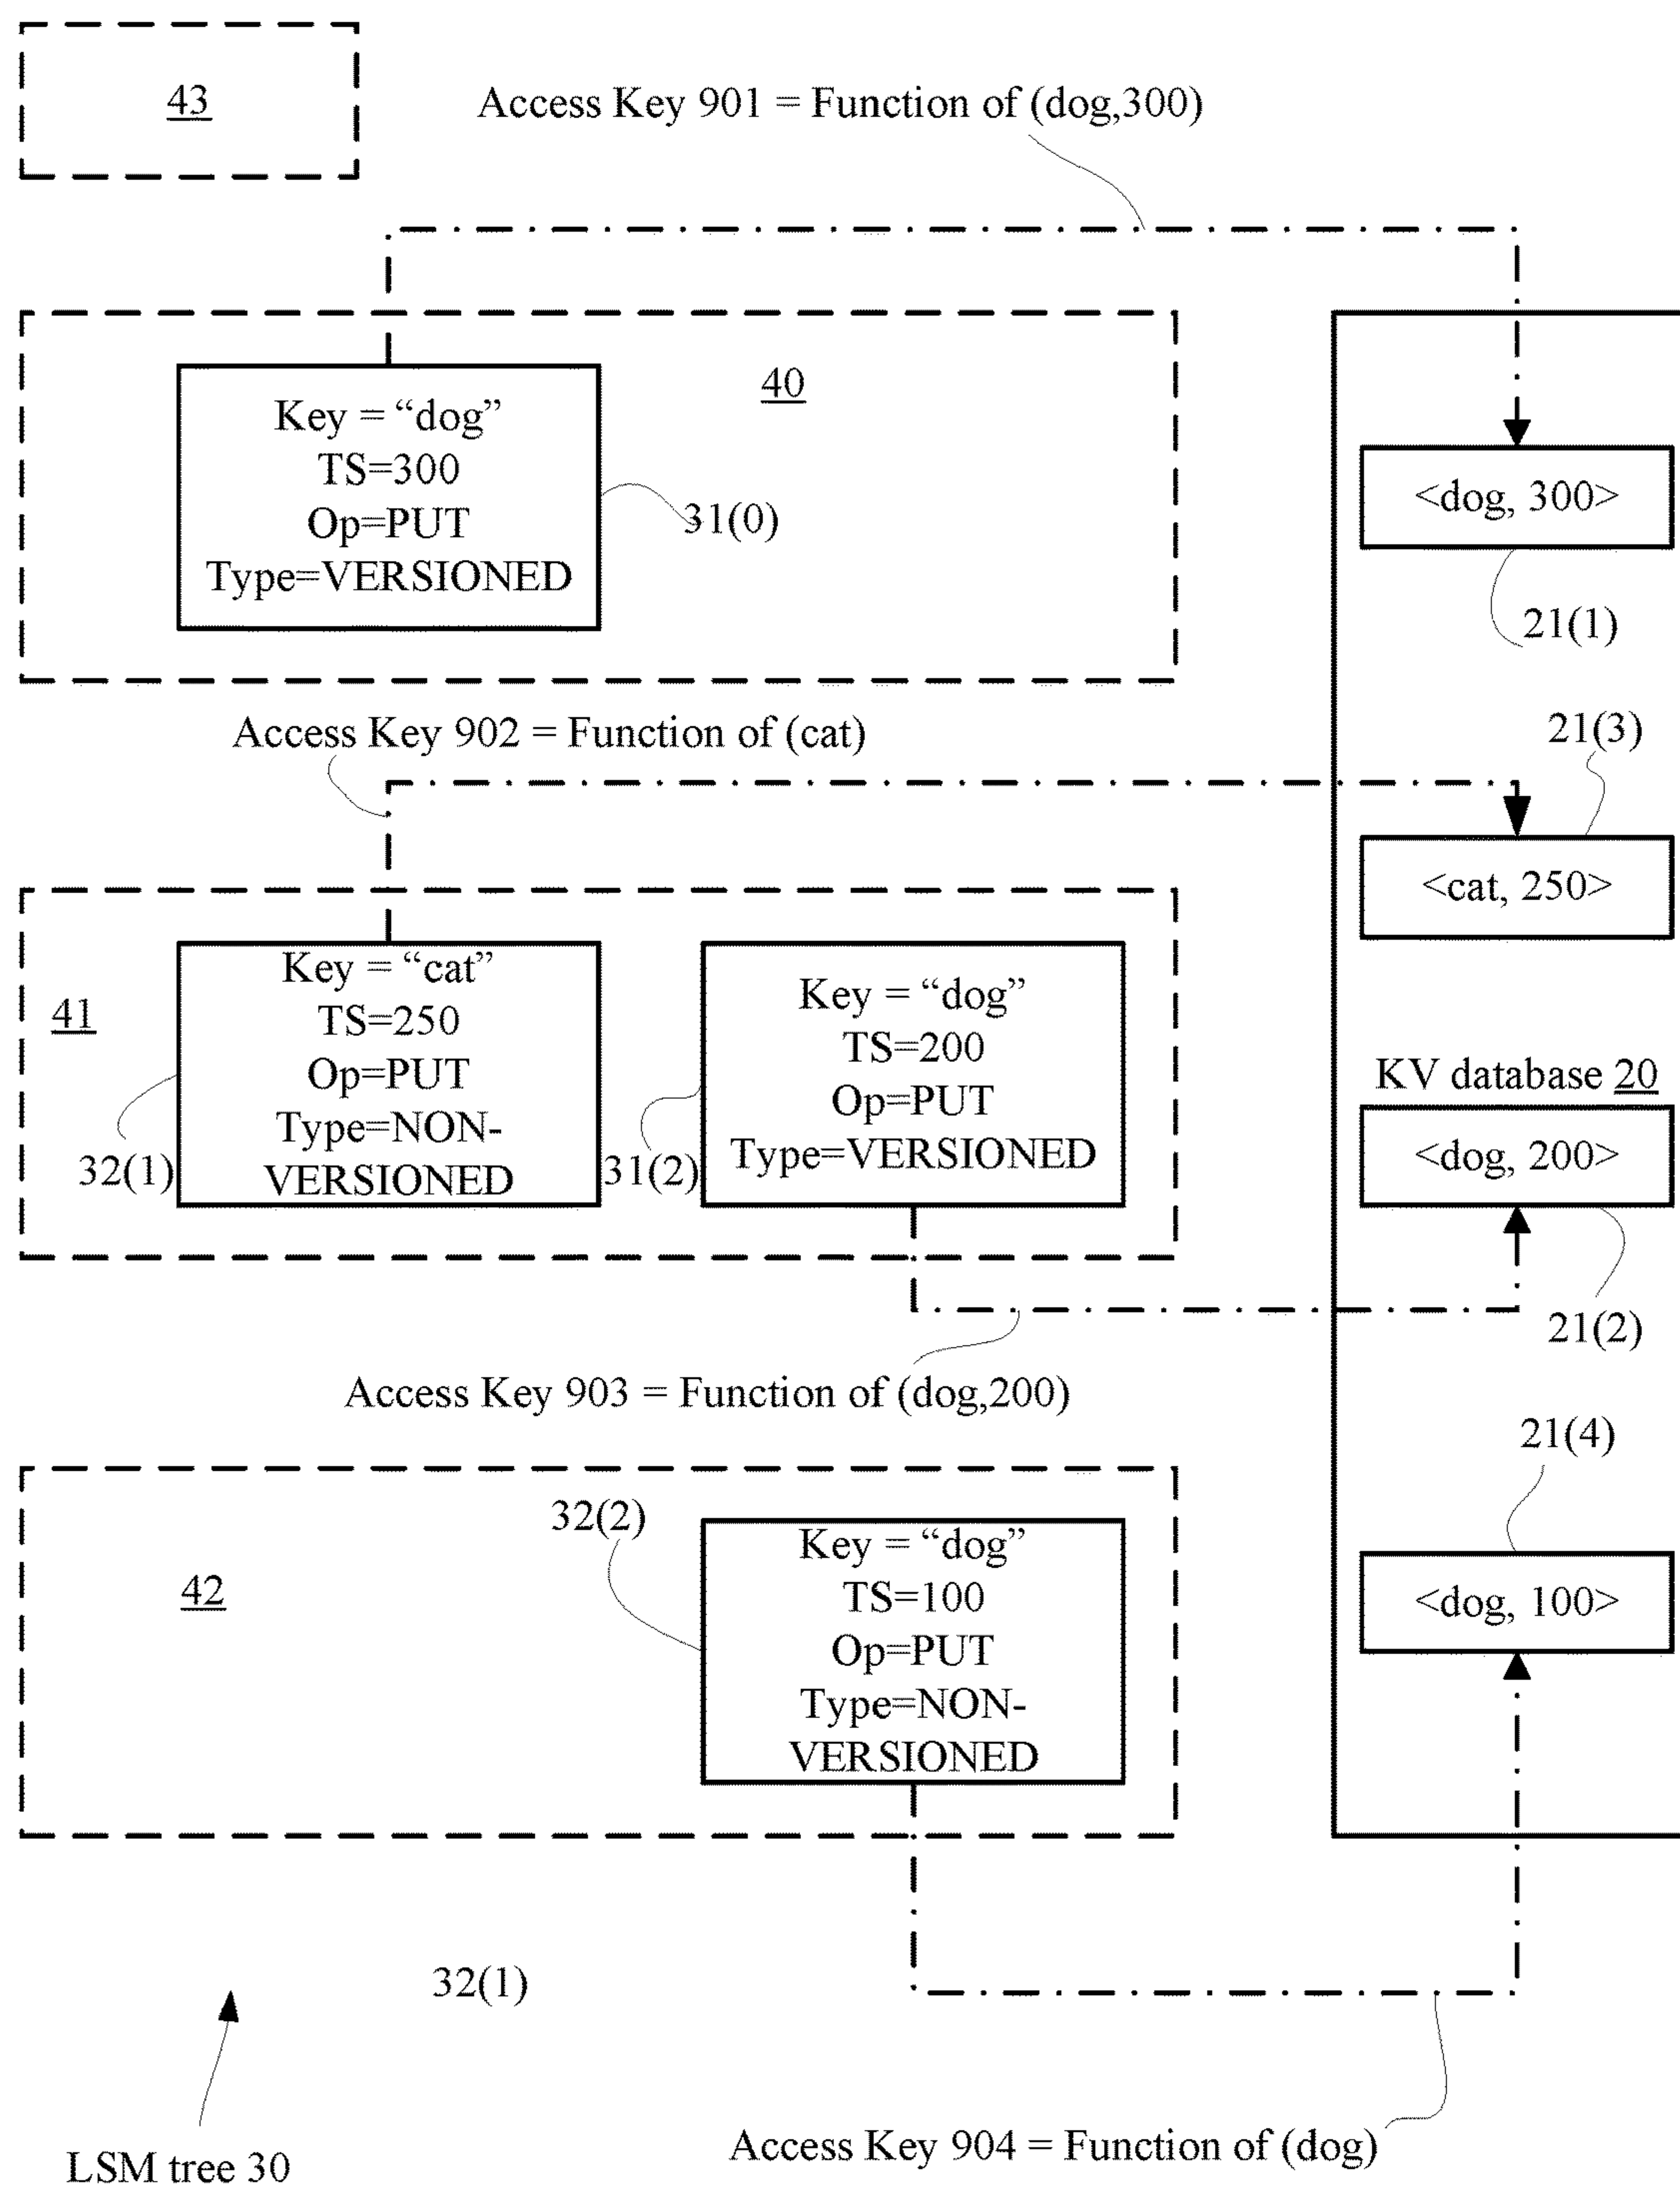 43
Access Key 901 = Function of (dog,300)
40
Key = “dog”
TS=300
Op=PUT
Type=VERSIONED
31(0)
<dog, 300>
21(1)
Access Key 902 = Function of (cat)
21(3)
<cat, 250>
41
Key = “cat”
TS=250
Op=PUT
Type=NON-
VERSIONED
32(1)
Key = “dog”
TS=200
Op=PUT
Type=VERSIONED
31(2)
KV database 20
<dog, 200>
21(2)
Access Key 903 = Function of (dog,200)
21(4)
42
32(2)
Key = “dog”
TS=100
Op=PUT
Type=NON-
VERSIONED
<dog, 100>
32(1)
LSM tree 30
Access Key 904 = Function of (dog)